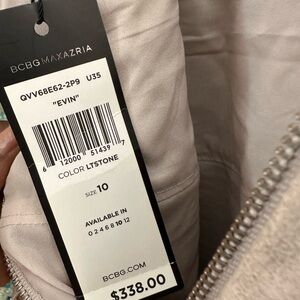 BCBGMAXAZRIA
QVV68E62-2P9 U35
"EVIN"
6 12000 51439 7
COLOR LTSTONE
SIZE 10
AVAILABLE IN
0 2 4 6 8 10 12
BCBG.COM
$338.00